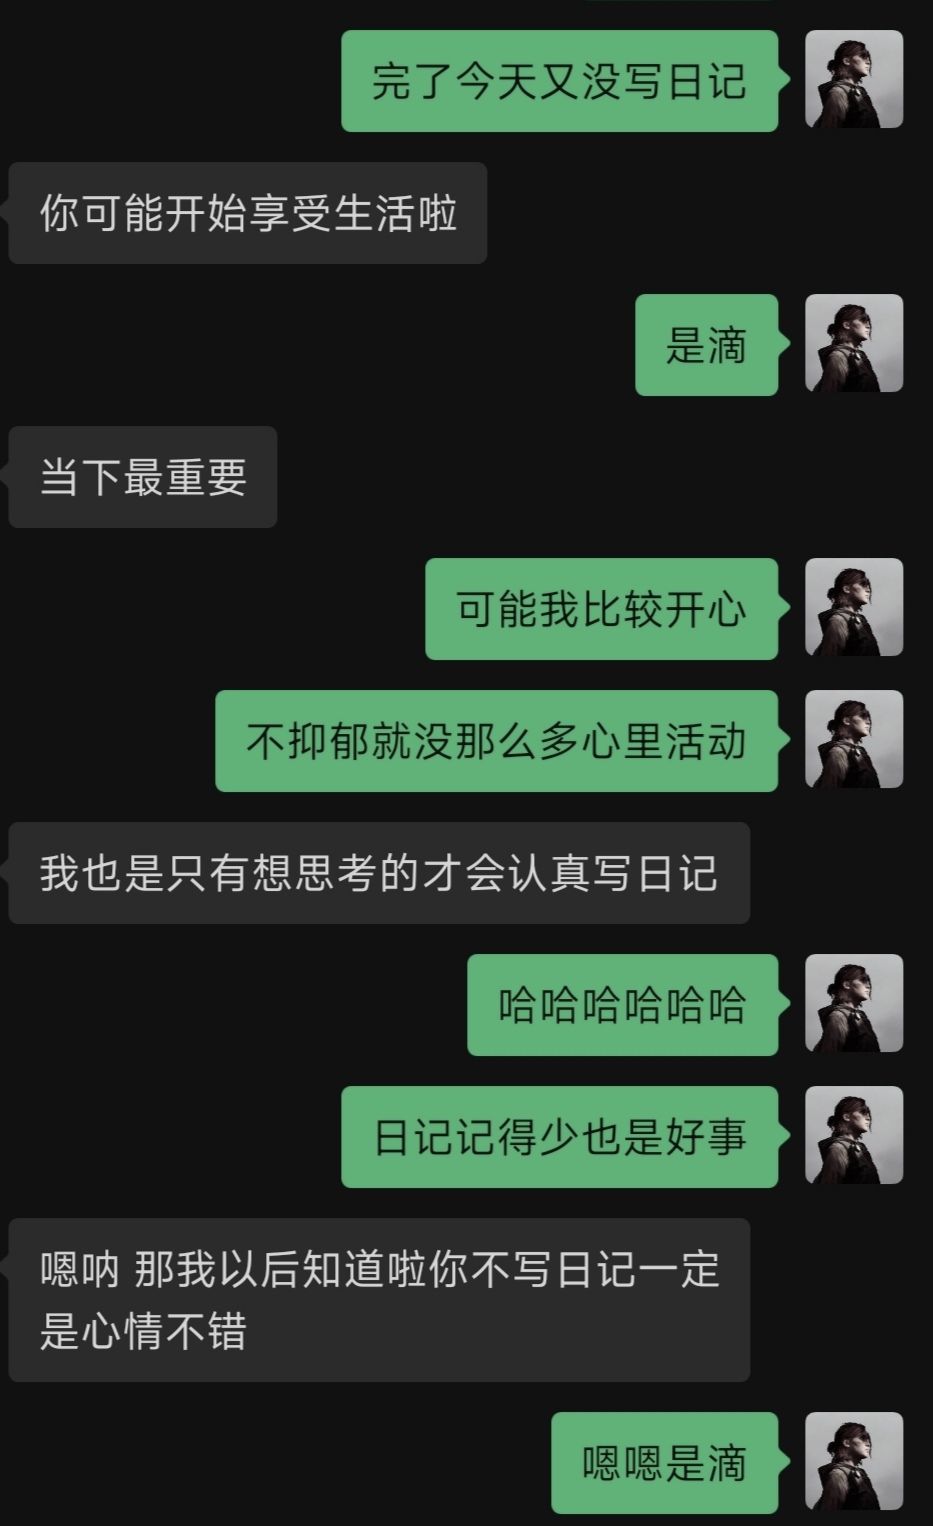 完了今天又没写日记
你可能开始享受生活啦
是滴
当下最重要
可能我比较开心
不抑郁就没那么多心里活动
我也是只有想思考的才会认真写日记
哈哈哈哈哈哈
日记记得少也是好事
嗯呐 那我以后知道啦你不写日记一定
是心情不错
嗯嗯是滴